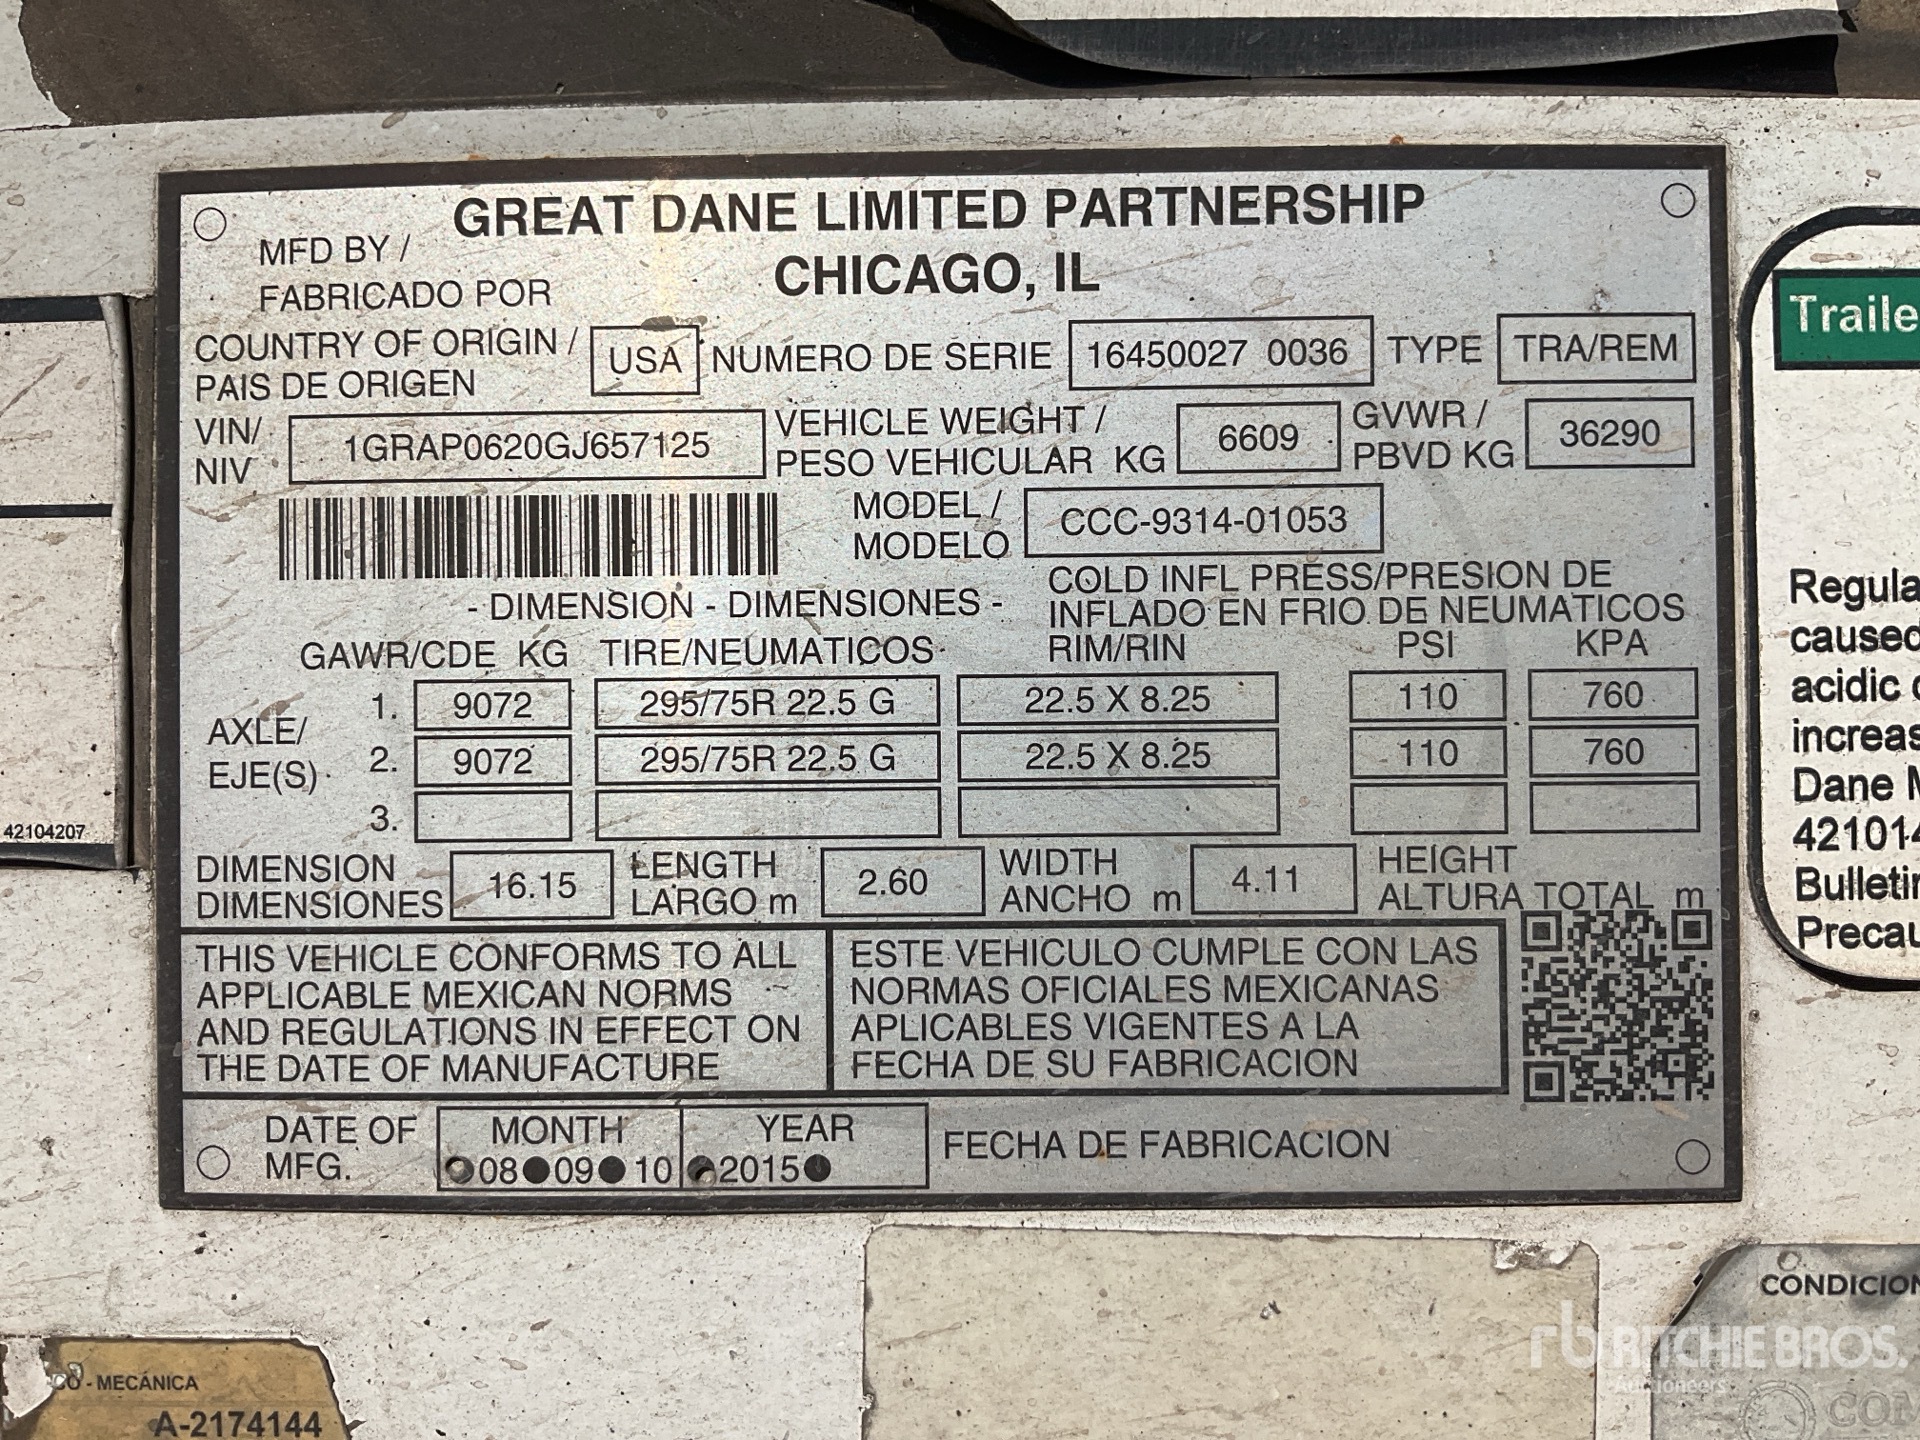 GREAT DANE LIMITED PARTNERSHIP
MFD BY /
CHICAGO, IL
FABRICADO POR
COUNTRY OF ORIGIN /
PAIS DE ORIGEN
USA
NUMERO DE SERIE
16450027 0036
TYPE
TRA/REM
VIN/
NIV
1GRAP0620GJ657125
VEHICLE WEIGHT /
PESO VEHICULAR KG
6609
GVWR /
PBVD KG
36290
MODEL /
MODELO
CCC-9314-01053
- DIMENSION - DIMENSIONES -
COLD INFL PRESS/PRESION DE
INFLADO EN FRIO DE NEUMATICOS
GAWR/CDE KG TIRE/NEUMATICOS RIM/RIN PSI KPA
AXLE/
EJE(S)
1. 9072 295/75R 22.5 G 22.5 X 8.25 110 760
2. 9072 295/75R 22.5 G 22.5 X 8.25 110 760
3.
DIMENSION
DIMENSIONES
16.15
LENGTH
LARGO m
2.60
WIDTH
ANCHO m
4.11
HEIGHT
ALTURA TOTAL m
THIS VEHICLE CONFORMS TO ALL
APPLICABLE MEXICAN NORMS
AND REGULATIONS IN EFFECT ON
THE DATE OF MANUFACTURE
ESTE VEHICULO CUMPLE CON LAS
NORMAS OFICIALES MEXICANAS
APLICABLES VIGENTES A LA
FECHA DE SU FABRICACION
DATE OF
MFG.
MONTH
08 09 10
YEAR
2015
FECHA DE FABRICACION
42104207
Traile
Regula
caused
acidic
increas
Dane
42101
Bulletin
Precau
- MECÁNICA
A-2174144
CONDICION
rb RITCHIE BROS.
Auctioneers